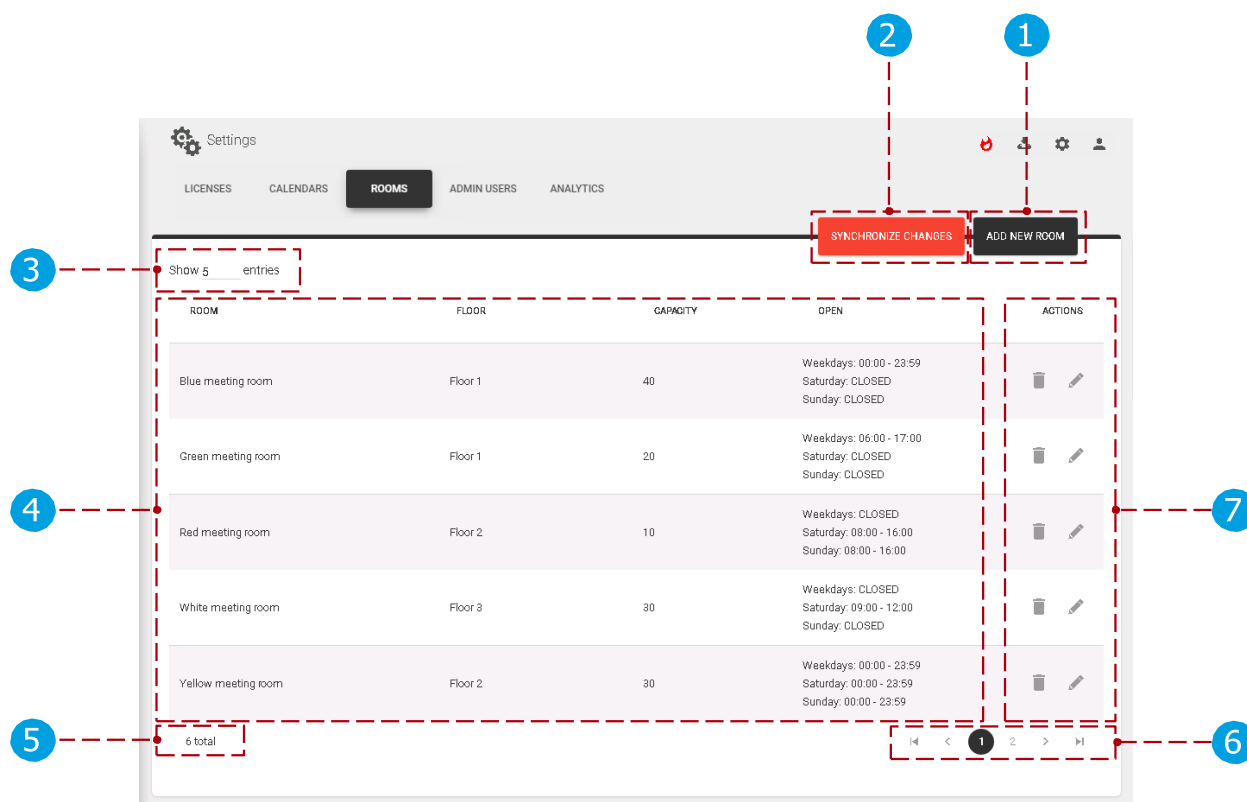 2 1
Settings
LICENSES CALENDARS ROOMS ADMIN USERS ANALYTICS
SYNCHRONIZE CHANGES ADD NEW ROOM
3 Show 5 entries
ROOM FLOOR CAPACITY OPEN ACTIONS
Weekdays: 00:00 - 23:59
Blue meeting room Floor 1 40 Saturday: CLOSED
Sunday: CLOSED
Weekdays: 06:00 - 17:00
Green meeting room Floor 1 20 Saturday: CLOSED
Sunday: CLOSED
4 7
Weekdays: CLOSED
Red meeting room Floor 2 10 Saturday: 08:00 - 16:00
Sunday: 08:00 - 16:00
Weekdays: CLOSED
White meeting room Floor 3 30 Saturday: 09:00 - 12:00
Sunday: CLOSED
Weekdays: 00:00 - 23:59
Yellow meeting room Floor 2 30 Saturday: 00:00 - 23:59
Sunday: 00:00 - 23:59
5 6 total 1 2 6